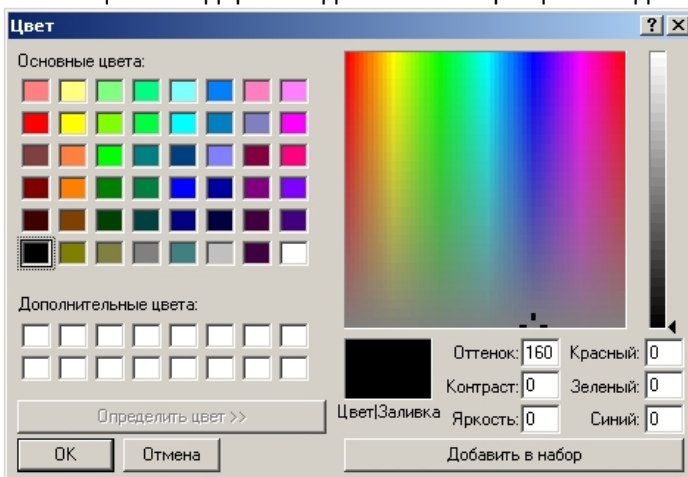 Цвет
Основные цвета:
Дополнительные цвета:
Определить цвет >>
OK
Отмена
Цвет|Заливка
Оттенок: 160
Контраст: 0
Яркость: 0
Красный: 0
Зеленый: 0
Синий: 0
Добавить в набор